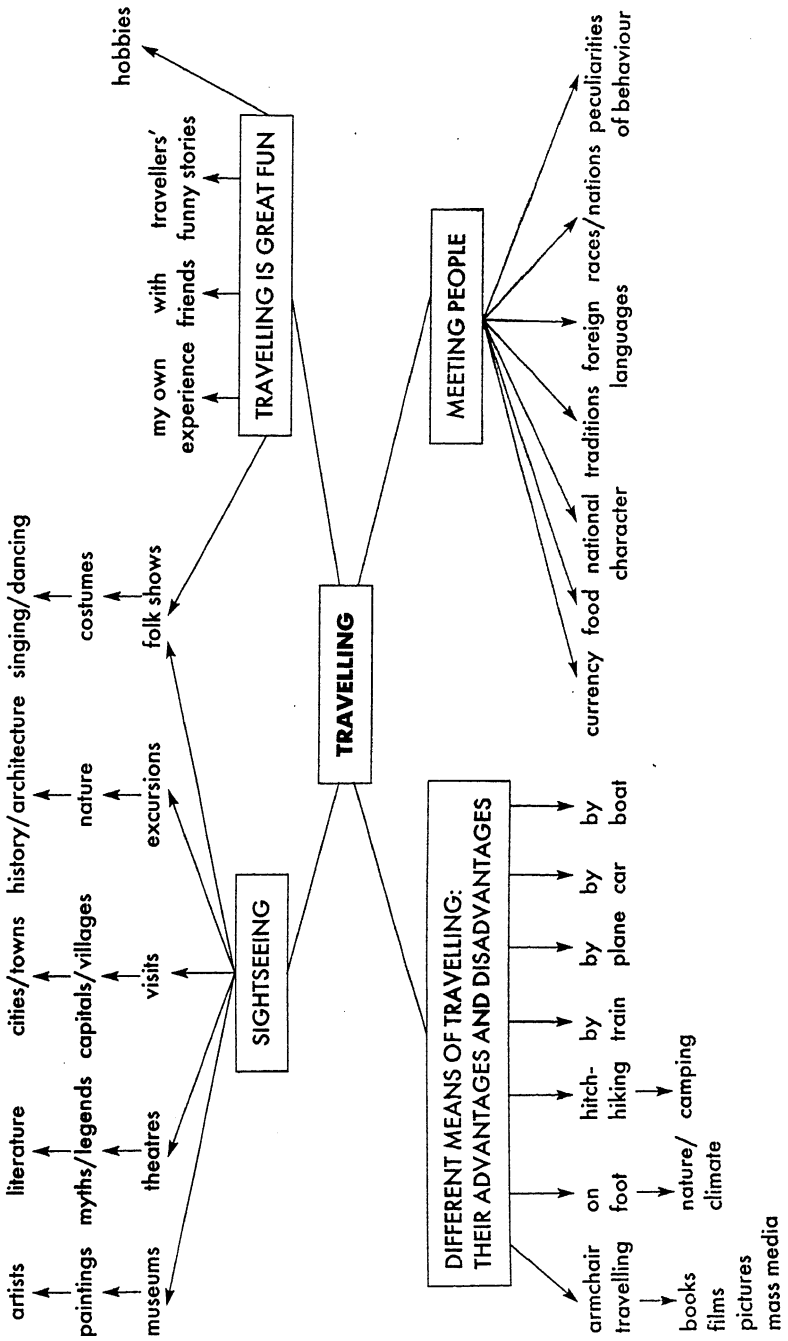 artists
literature
cities/towns
history/architecture
singing/dancing
paintings
myths/legends
capitals/villages
nature
costumes
museums
theatres
visits
excursions
folk shows
my own
experience
with
friends
travellers'
funny stories
hobbies
SIGHTSEEING
TRAVELLING IS GREAT FUN
TRAVELLING
DIFFERENT MEANS OF TRAVELLING:
THEIR ADVANTAGES AND DISADVANTAGES
MEETING PEOPLE
armchair
travelling
on
foot
hitch-
hiking
by
train
by
plane
by
car
by
boat
books
films
pictures
mass media
nature/
climate
camping
currency
food
national
character
traditions
foreign
languages
races/nations
peculiarities
of behaviour